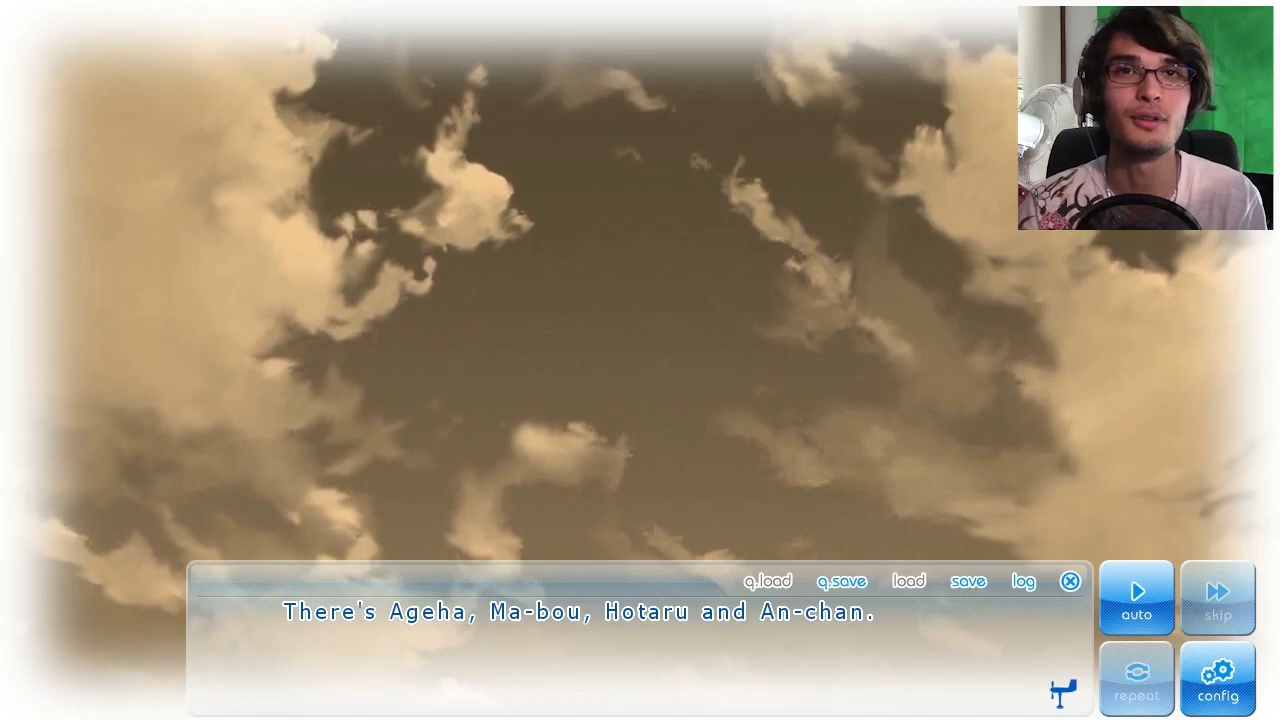 q.load q.save load save log
There's Ageha, Ma-bou, Hotaru and An-chan.
auto
skip
repeat
config